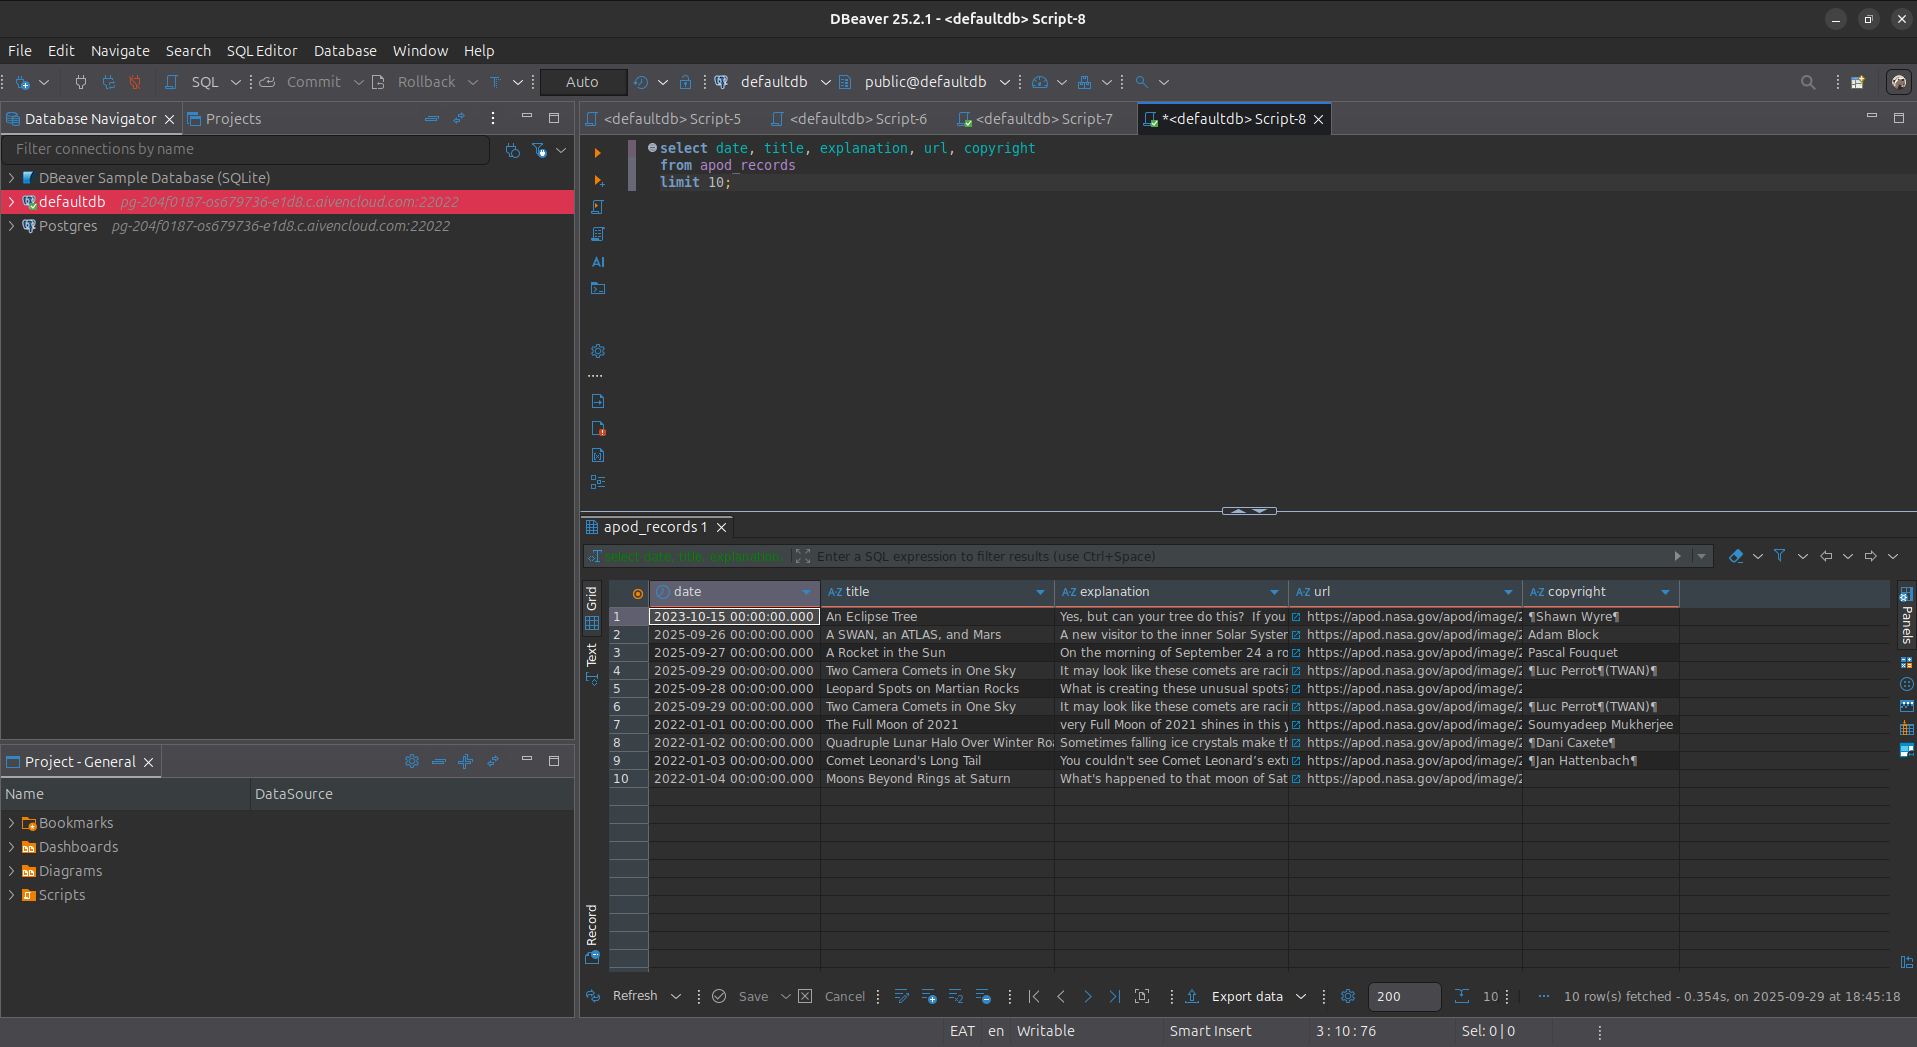 DBeaver 25.2.1 - <defaultdb> Script-8
File Edit Navigate Search SQL Editor Database Window Help
SQL Commit Rollback T Auto defaultdb public@defaultdb
Database Navigator Projects
Filter connections by name
DBeaver Sample Database (SQLite)
defaultdb pg-204f0187-os679736-e1d8.c.aivencloud.com:22022
Postgres pg-204f0187-os679736-e1d8.c.aivencloud.com:22022
Project - General
Name DataSource
Bookmarks
Dashboards
Diagrams
Scripts
<defaultdb> Script-5 <defaultdb> Script-6 <defaultdb> Script-7 *<defaultdb> Script-8
select date, title, explanation, url, copyright
from apod_records
limit 10;
AI
apod_records 1
select date, title, explanation, Enter a SQL expression to filter results (use Ctrl+Space)
Grid
Text
Record
Panels
date A-Z title A-Z explanation A-Z url A-Z copyright
1 2023-10-15 00:00:00.000 An Eclipse Tree Yes, but can your tree do this? If you https://apod.nasa.gov/apod/image/2 ¶Shawn Wyre¶
2 2025-09-26 00:00:00.000 A SWAN, an ATLAS, and Mars A new visitor to the inner Solar System https://apod.nasa.gov/apod/image/2 Adam Block
3 2025-09-27 00:00:00.000 A Rocket in the Sun On the morning of September 24 a ro https://apod.nasa.gov/apod/image/2 Pascal Fouquet
4 2025-09-29 00:00:00.000 Two Camera Comets in One Sky It may look like these comets are racin https://apod.nasa.gov/apod/image/2 ¶Luc Perrot¶(TWAN)¶
5 2025-09-28 00:00:00.000 Leopard Spots on Martian Rocks What is creating these unusual spots? https://apod.nasa.gov/apod/image/2
6 2025-09-29 00:00:00.000 Two Camera Comets in One Sky It may look like these comets are racin https://apod.nasa.gov/apod/image/2 ¶Luc Perrot¶(TWAN)¶
7 2022-01-01 00:00:00.000 The Full Moon of 2021 very Full Moon of 2021 shines in this y https://apod.nasa.gov/apod/image/2 Soumyadeep Mukherjee
8 2022-01-02 00:00:00.000 Quadruple Lunar Halo Over Winter Roa Sometimes falling ice crystals make th https://apod.nasa.gov/apod/image/2 ¶Dani Caxete¶
9 2022-01-03 00:00:00.000 Comet Leonard's Long Tail You couldn't see Comet Leonard's extr https://apod.nasa.gov/apod/image/2 ¶Jan Hattenbach¶
10 2022-01-04 00:00:00.000 Moons Beyond Rings at Saturn What's happened to that moon of Sat https://apod.nasa.gov/apod/image/2
Refresh Save Cancel Export data 200 10 10 row(s) fetched - 0.354s, on 2025-09-29 at 18:45:18
EAT en Writable Smart Insert 3 : 10 : 76 Sel: 0 | 0